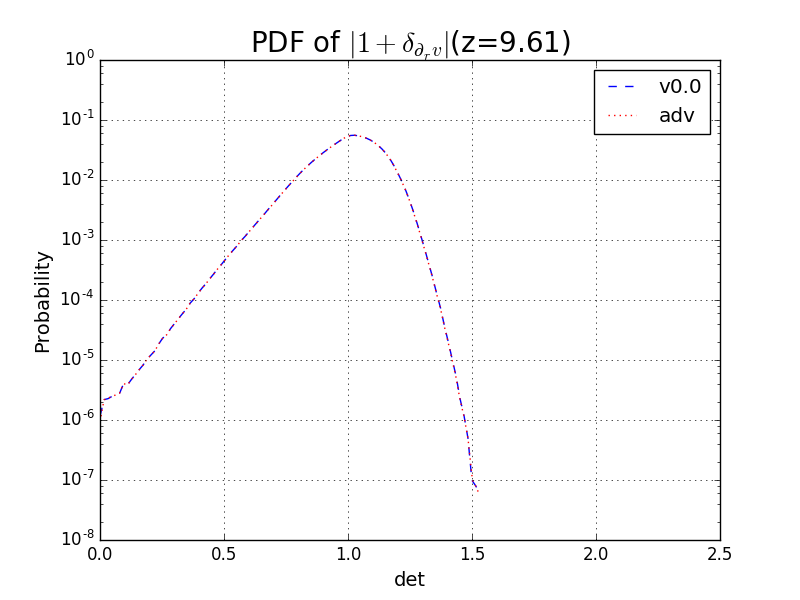 PDF of $|1+\delta_{\partial_r v}|$(z=9.61)
v0.0
adv
10^0
10^-1
10^-2
10^-3
10^-4
10^-5
10^-6
10^-7
10^-8
Probability
0.0 0.5 1.0 1.5 2.0 2.5
det